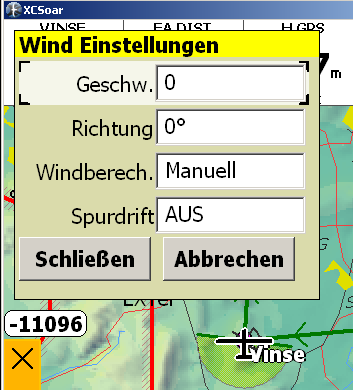 XCSoar
VINSE EA DIST H GPS
Wind Einstellungen
7m
Geschw. 0
Richtung 0°
Windberech. Manuell
Spurdrift AUS
Schließen Abbrechen
-11096
Vinse